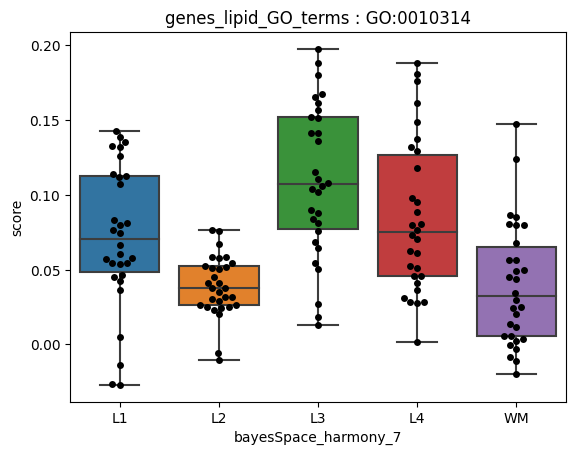 genes_lipid_GO_terms : GO:0010314
0.20
0.15
0.10
0.05
0.00
score
L1 L2 L3 L4 WM
bayesSpace_harmony_7